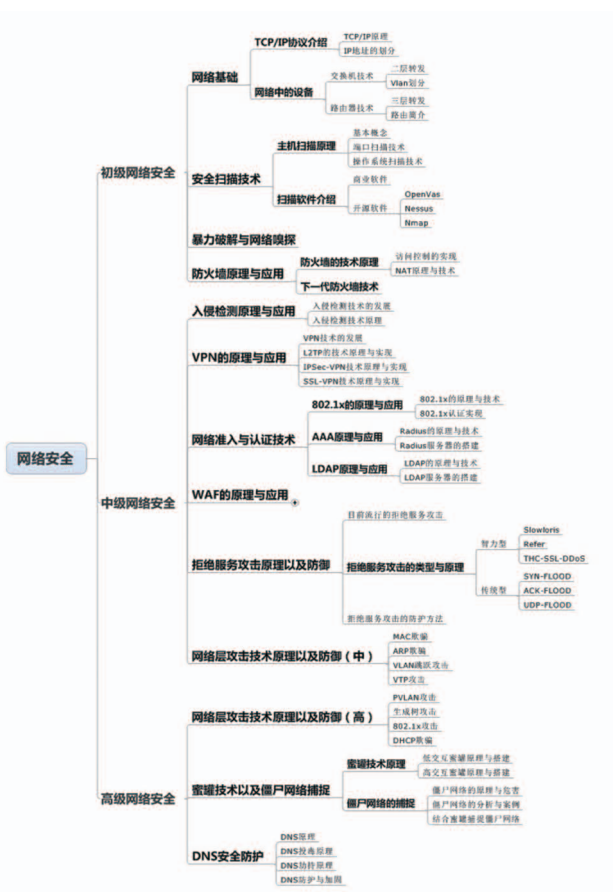 网络安全
初级网络安全
网络基础
TCP/IP协议介绍
TCP/IP原理
IP地址的划分
网络中的设备
交换机技术
二层转发
Vlan划分
路由器技术
三层转发
路由简介
安全扫描技术
主机扫描原理
基本概念
端口扫描技术
操作系统扫描技术
扫描软件介绍
商业软件
开源软件
OpenVas
Nessus
Nmap
暴力破解与网络嗅探
防火墙原理与应用
防火墙的技术原理
访问控制的实现
NAT原理与技术
下一代防火墙技术
中级网络安全
入侵检测原理与应用
入侵检测技术的发展
入侵检测技术原理
VPN的原理与应用
VPN技术的发展
L2TP的技术原理与实现
IPSec-VPN技术原理与实现
SSL-VPN技术原理与实现
网络准入与认证技术
802.1x的原理与应用
802.1x的原理与技术
802.1x认证实现
AAA原理与应用
Radius的原理与技术
Radius服务器的搭建
LDAP原理与应用
LDAP的原理与技术
LDAP服务器的搭建
WAF的原理与应用
拒绝服务攻击原理以及防御
目前流行的拒绝服务攻击
拒绝服务攻击的类型与原理
智力型
Slowloris
Refer
THC-SSL-DDoS
传统型
SYN-FLOOD
ACK-FLOOD
UDP-FLOOD
拒绝服务攻击的防护方法
网络层攻击技术原理以及防御（中）
MAC欺骗
ARP欺骗
VLAN跳跃攻击
VTP攻击
高级网络安全
网络层攻击技术原理以及防御（高）
PVLAN攻击
生成树攻击
802.1x攻击
DHCP欺骗
蜜罐技术以及僵尸网络捕捉
蜜罐技术原理
低交互蜜罐原理与搭建
高交互蜜罐原理与搭建
僵尸网络的捕捉
僵尸网络的原理与危害
僵尸网络的分析与案例
结合蜜罐捕捉僵尸网络
DNS安全防护
DNS原理
DNS投毒原理
DNS劫持原理
DNS防护与加固